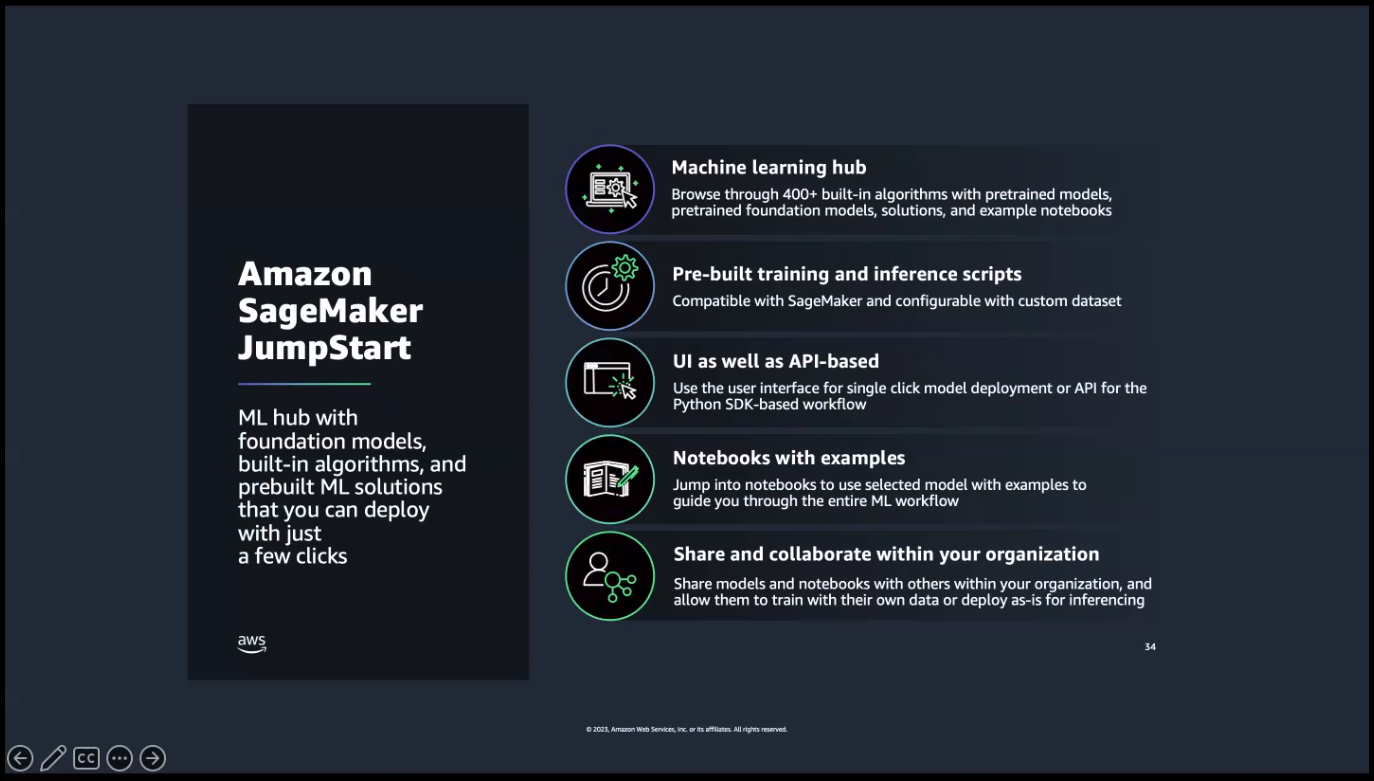 Amazon
SageMaker
JumpStart
ML hub with
foundation models,
built-in algorithms, and
prebuilt ML solutions
that you can deploy
with just
a few clicks
aws
Machine learning hub
Browse through 400+ built-in algorithms with pretrained models,
pretrained foundation models, solutions, and example notebooks
Pre-built training and inference scripts
Compatible with SageMaker and configurable with custom dataset
UI as well as API-based
Use the user interface for single click model deployment or API for the
Python SDK-based workflow
Notebooks with examples
Jump into notebooks to use selected model with examples to
guide you through the entire ML workflow
Share and collaborate within your organization
Share models and notebooks with others within your organization, and
allow them to train with their own data or deploy as-is for inferencing
34
© 2023, Amazon Web Services, Inc. or its affiliates. All rights reserved.
CC